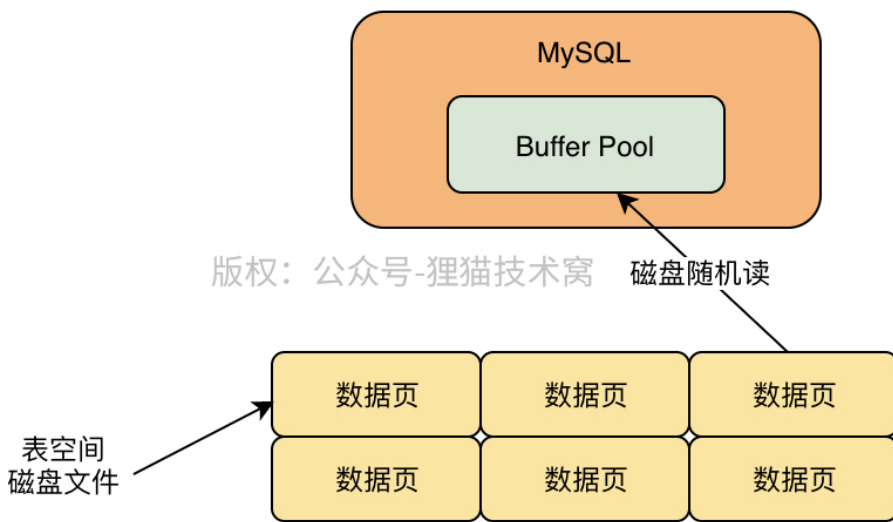 MySQL
Buffer Pool
版权：公众号-狸猫技术窝
磁盘随机读
数据页
数据页
数据页
表空间
磁盘文件
数据页
数据页
数据页